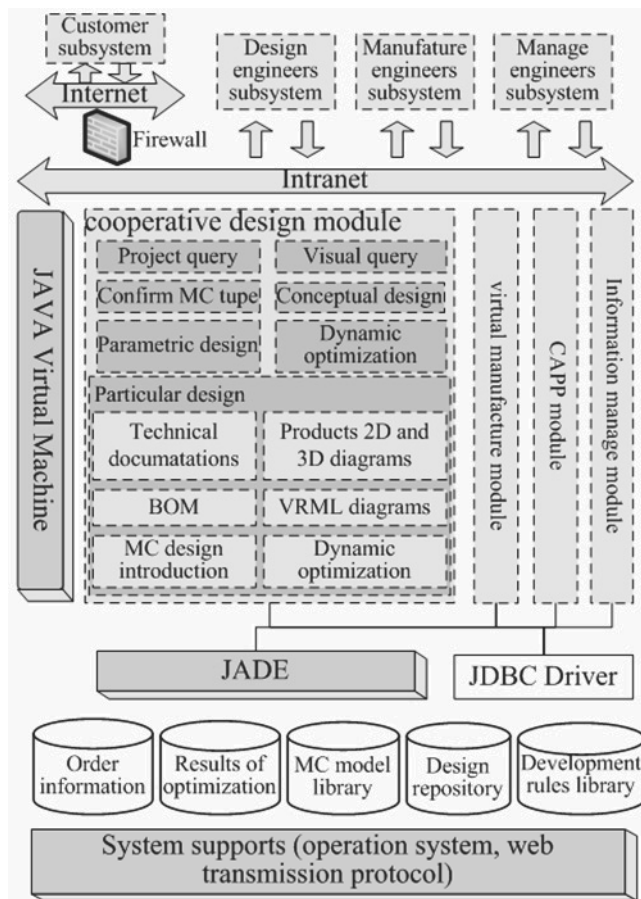 Customer
subsystem
Design
engineers
subsystem
Manufature
engineers
subsystem
Manage
engineers
subsystem
Internet
Firewall
Intranet
JAVA Virtual Machine
cooperative design module
Project query
Visual query
Confirm MC tupe
Conceptual design
Parametric design
Dynamic
optimization
Particular design
Technical
documatations
Products 2D and
3D diagrams
BOM
VRML diagrams
MC design
introduction
Dynamic
optimization
virtual manufacture module
CAPP module
Information manage module
JADE
JDBC Driver
Order
information
Results of
optimization
MC model
library
Design
repository
Development
rules library
System supports (operation system, web
transmission protocol)